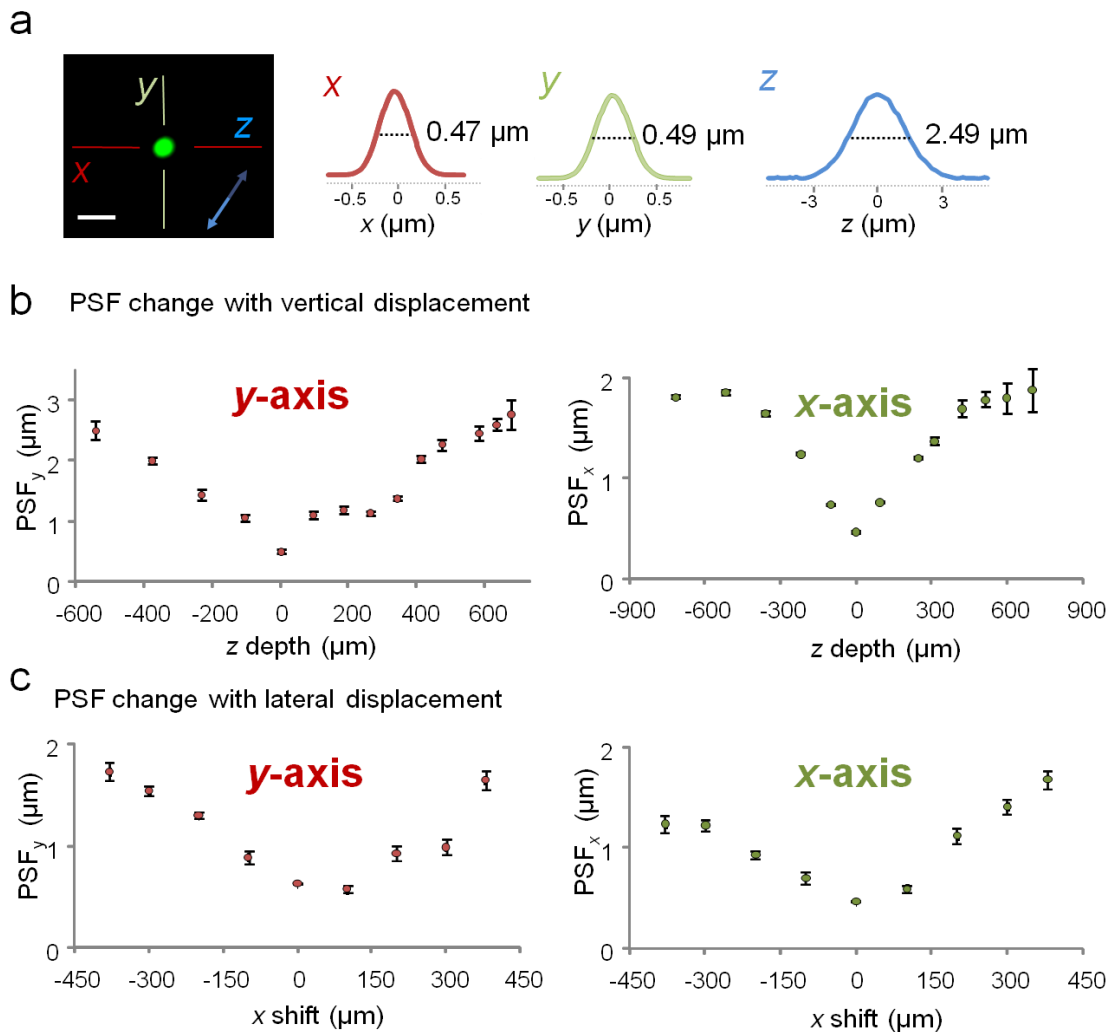 a
y
z
x
x
0.47 µm
-0.5 0 0.5
x (µm)
y
0.49 µm
-0.5 0 0.5
y (µm)
z
2.49 µm
-3 0 3
z (µm)
b PSF change with vertical displacement
y-axis
PSFy (µm)
3
2
1
0
-600 -400 -200 0 200 400 600
z depth (µm)
x-axis
PSFx (µm)
2
1
0
-900 -600 -300 0 300 600 900
z depth (µm)
c
PSF change with lateral displacement
y-axis
PSFy (µm)
2
1
0
-450 -300 -150 0 150 300 450
x shift (µm)
x-axis
PSFx (µm)
2
1
0
-450 -300 -150 0 150 300 450
x shift (µm)